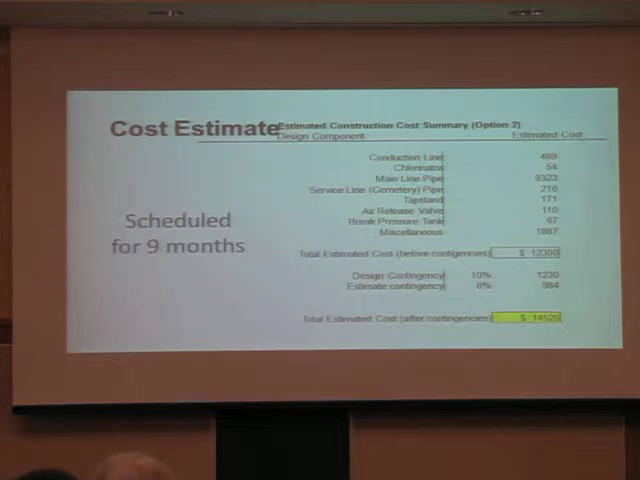 Cost Estimate
Scheduled
for 9 months
Estimated Construction Cost Summary (Option 2)
Design Component Estimated Cost
Conduction Line 469
Chlorinator 54
Main Line Pipe 9323
Service Line (Cemetery) Pipe 216
Tapstand 171
Air Release Valve 110
Break Pressure Tank 67
Miscellaneous 1887
Total Estimated Cost (before contigencies) $ 12300
Design Contingency 10% 1230
Estimate contingency 8% 984
Total Estimated Cost (after contingencies) $ 14520